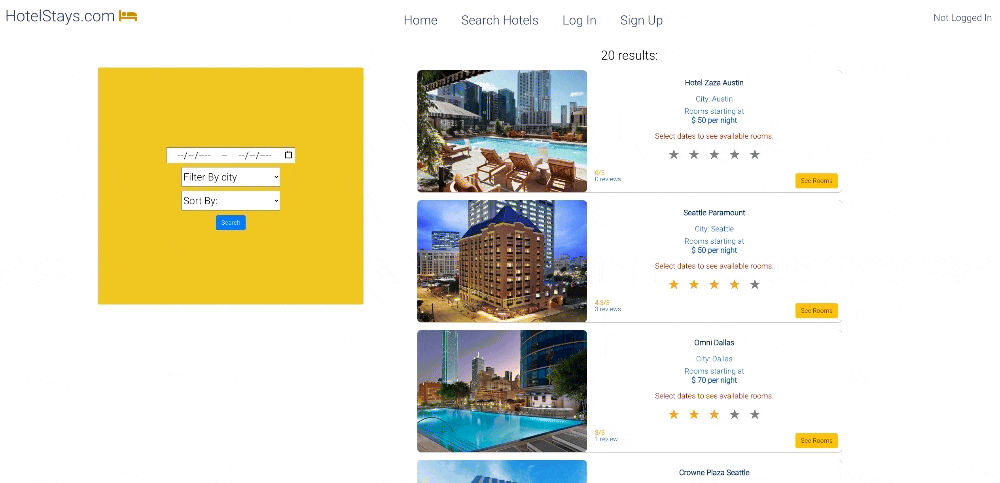 HotelStays.com
Home Search Hotels Log In Sign Up
Not Logged In
20 results:
--/--/---- – --/--/----
Filter By city
Sort By:
Search
Hotel Zaza Austin
City: Austin
Rooms starting at
$ 50 per night
Select dates to see available rooms.
0/5
0 reviews
See Rooms
Seattle Paramount
City: Seattle
Rooms starting at
$ 50 per night
Select dates to see available rooms.
3 reviews
See Rooms
Omni Dallas
City: Dallas
Rooms starting at
$ 70 per night
Select dates to see available rooms.
3/5
1 review
See Rooms
Crowne Plaza Seattle